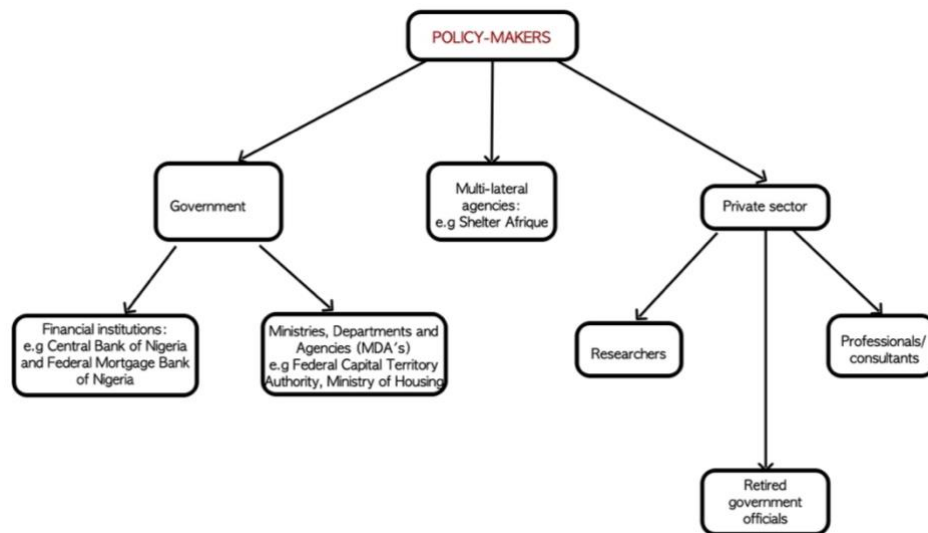 POLICY-MAKERS
Government
Multi-lateral
agencies:
e.g Shelter Afrique
Private sector
Financial institutions:
e.g Central Bank of Nigeria
and Federal Mortgage Bank
of Nigeria
Ministries, Departments and
Agencies (MDA's)
e.g Federal Capital Territory
Authority, Ministry of Housing
Researchers
Professionals/
consultants
Retired
government
officials